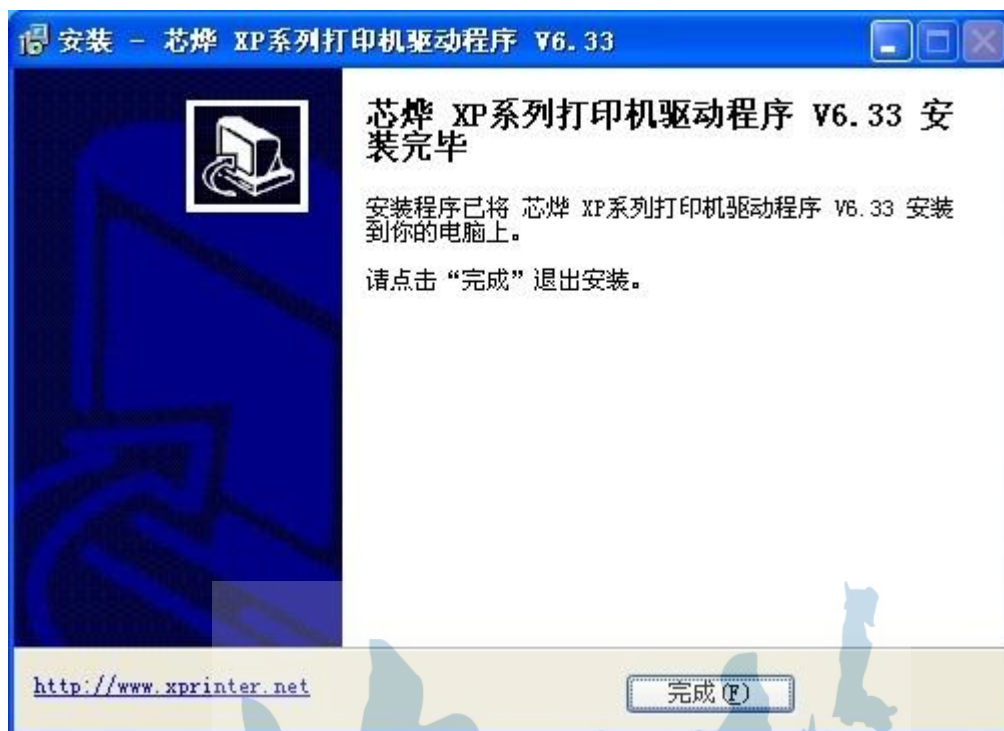 安装 - 芯烨 XP系列打印机驱动程序 V6.33
芯烨 XP系列打印机驱动程序 V6.33 安
装完毕
安装程序已将 芯烨 XP系列打印机驱动程序 V6.33 安装
到你的电脑上。
请点击“完成”退出安装。
http://www.xprinter.net
完成(F)